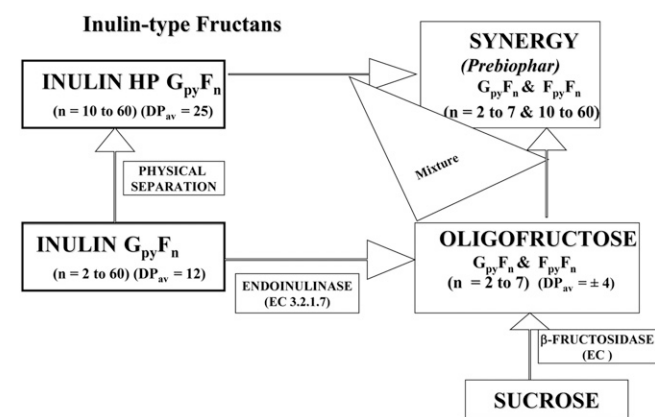 Inulin-type Fructans
SYNERGY
(Prebiophar)
GpyFn & FpyFn
(n = 2 to 7 & 10 to 60)
INULIN HP GpyFn
(n = 10 to 60) (DPav = 25)
PHYSICAL
SEPARATION
Mixture
INULIN GpyFn
(n = 2 to 60) (DPav = 12)
ENDOINULINASE
(EC 3.2.1.7)
OLIGOFRUCTOSE
GpyFn & FpyFn
(n = 2 to 7) (DPav = ± 4)
β-FRUCTOSIDASE
(EC )
SUCROSE